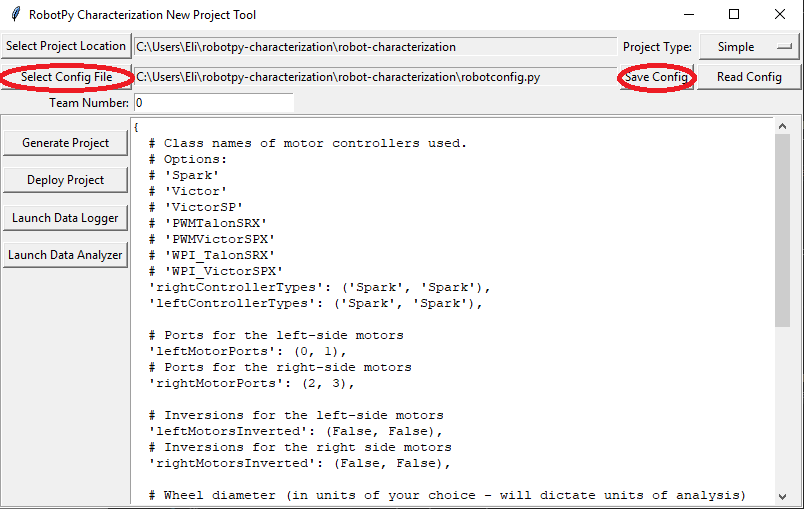 RobotPy Characterization New Project Tool
Select Project Location C:\Users\Eli\robotpy-characterization\robot-characterization Project Type: Simple
Select Config File C:\Users\Eli\robotpy-characterization\robot-characterization\robotconfig.py Save Config Read Config
Team Number: 0
Generate Project
Deploy Project
Launch Data Logger
Launch Data Analyzer
{
# Class names of motor controllers used.
# Options:
# 'Spark'
# 'Victor'
# 'VictorSP'
# 'PWMTalonSRX'
# 'PWMVictorSPX'
# 'WPI_TalonSRX'
# 'WPI_VictorSPX'
'rightControllerTypes': ('Spark', 'Spark'),
'leftControllerTypes': ('Spark', 'Spark'),
# Ports for the left-side motors
'leftMotorPorts': (0, 1),
# Ports for the right-side motors
'rightMotorPorts': (2, 3),
# Inversions for the left-side motors
'leftMotorsInverted': (False, False),
# Inversions for the right side motors
'rightMotorsInverted': (False, False),
# Wheel diameter (in units of your choice - will dictate units of analysis)